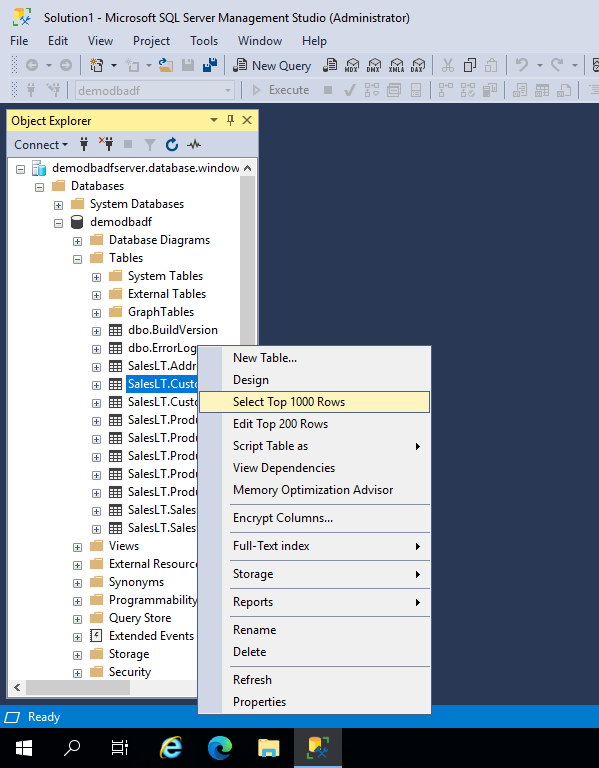 Solution1 - Microsoft SQL Server Management Studio (Administrator)
File Edit View Project Tools Window Help
New Query MDX DMX XMLA DAX
demodbadf Execute
Object Explorer
Connect
demodbadfserver.database.window
Databases
System Databases
demodbadf
Database Diagrams
Tables
System Tables
External Tables
GraphTables
dbo.BuildVersion
dbo.ErrorLog
SalesLT.Addr
SalesLT.Custo
SalesLT.Custo
SalesLT.Produ
SalesLT.Produ
SalesLT.Produ
SalesLT.Produ
SalesLT.Produ
SalesLT.Sales
SalesLT.Sales
Views
External Resourc
Synonyms
Programmability
Query Store
Extended Events
Storage
Security
New Table...
Design
Select Top 1000 Rows
Edit Top 200 Rows
Script Table as
View Dependencies
Memory Optimization Advisor
Encrypt Columns...
Full-Text index
Storage
Reports
Rename
Delete
Refresh
Properties
Ready